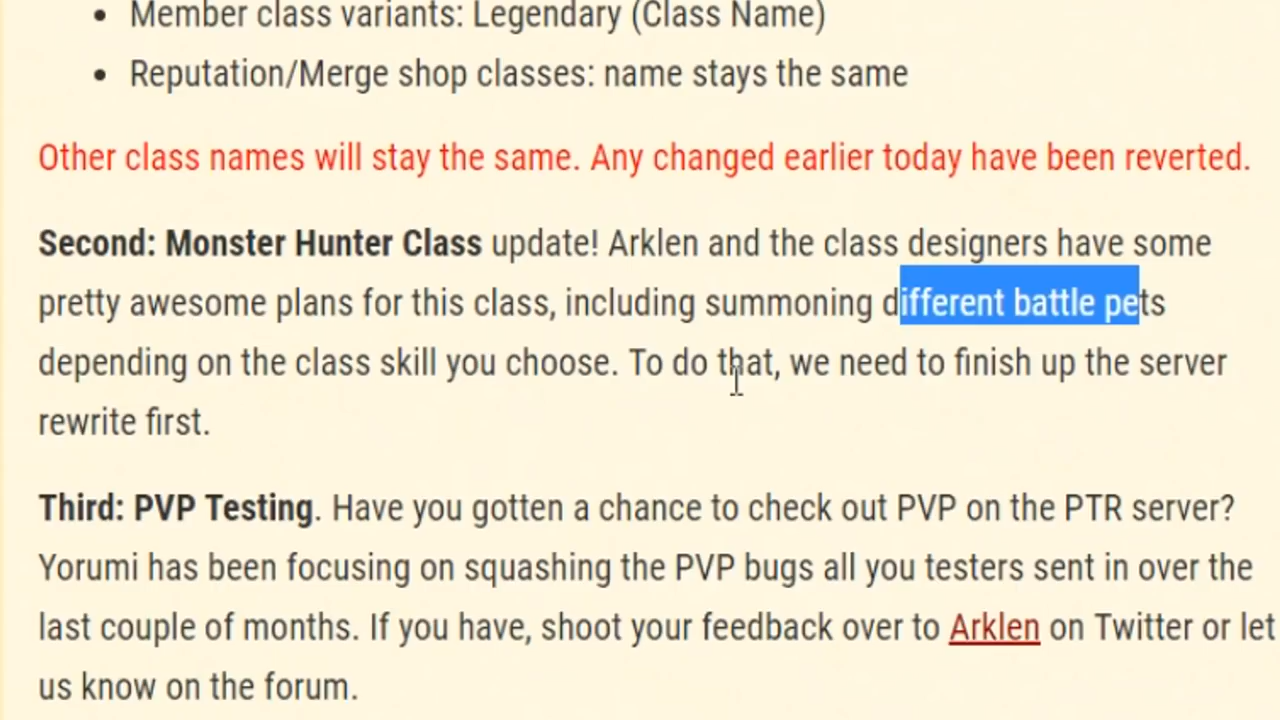 Member class variants: Legendary (Class Name)
Reputation/Merge shop classes: name stays the same
Other class names will stay the same. Any changed earlier today have been reverted.
Second: Monster Hunter Class update! Arklen and the class designers have some
pretty awesome plans for this class, including summoning different battle pets
depending on the class skill you choose. To do that, we need to finish up the server
rewrite first.
Third: PVP Testing. Have you gotten a chance to check out PVP on the PTR server?
Yorumi has been focusing on squashing the PVP bugs all you testers sent in over the
last couple of months. If you have, shoot your feedback over to Arklen on Twitter or let
us know on the forum.